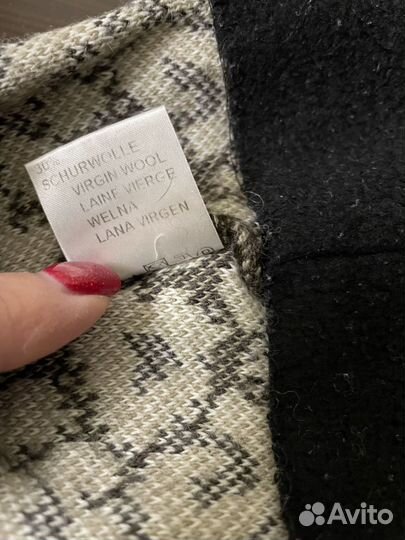 SCHURWOLLE
VIRGIN WOOL
LAINE VIERGE
WELNA
LANA VIRGEN
Avito